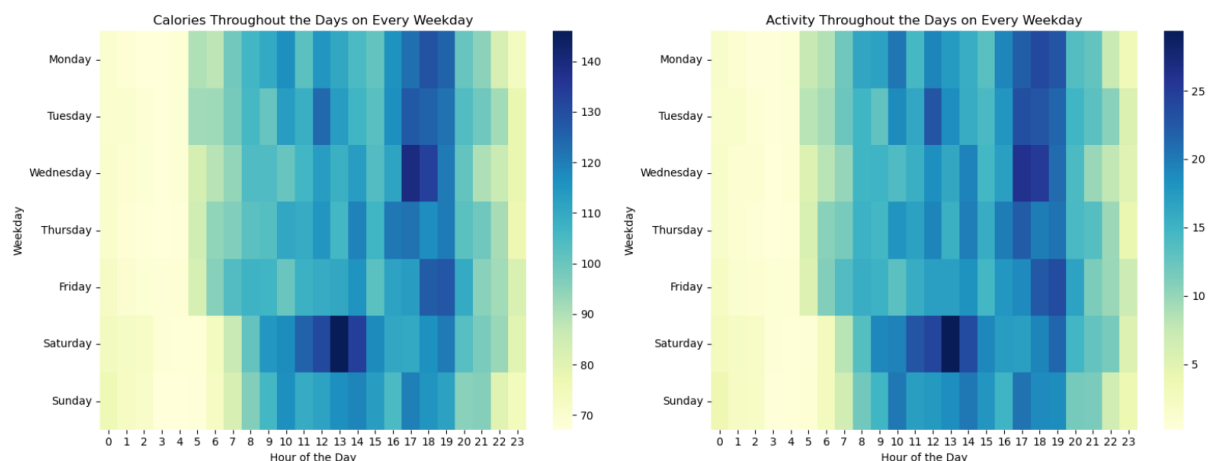 Calories Throughout the Days on Every Weekday
Weekday
Monday
Tuesday
Wednesday
Thursday
Friday
Saturday
Sunday
0 1 2 3 4 5 6 7 8 9 10 11 12 13 14 15 16 17 18 19 20 21 22 23
Hour of the Day
140
130
120
110
100
90
80
70
Activity Throughout the Days on Every Weekday
Weekday
Monday
Tuesday
Wednesday
Thursday
Friday
Saturday
Sunday
0 1 2 3 4 5 6 7 8 9 10 11 12 13 14 15 16 17 18 19 20 21 22 23
Hour of the Day
25
20
15
10
5